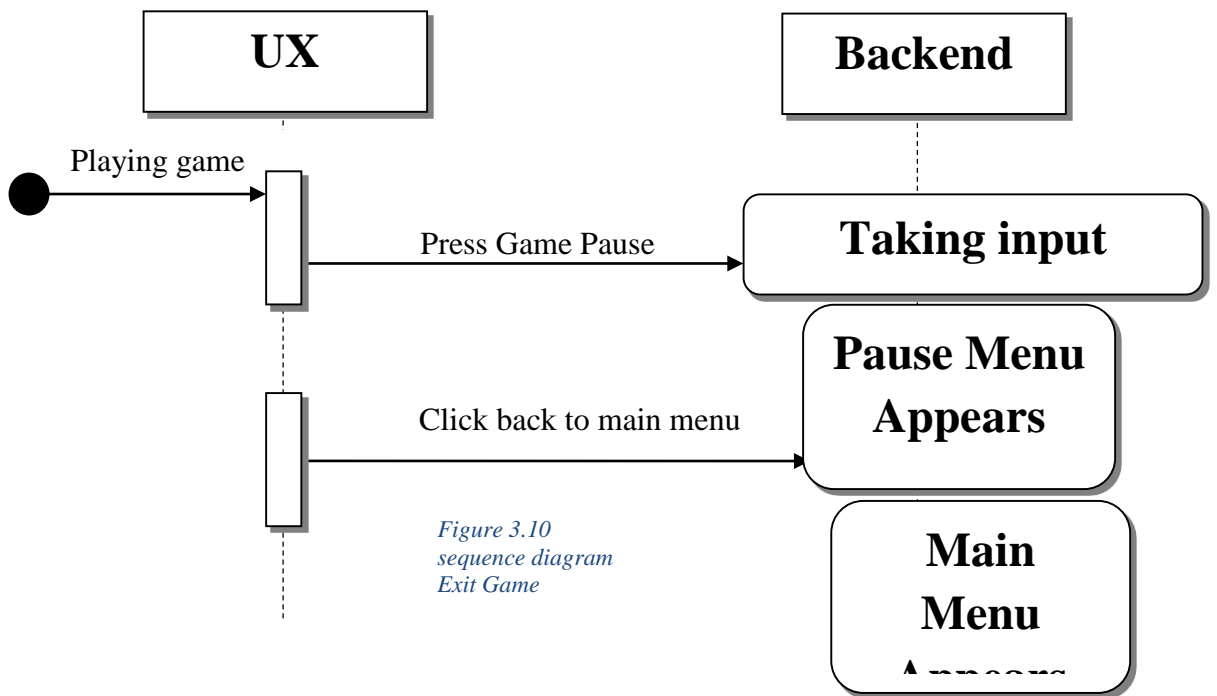 UX
Backend
Playing game
Press Game Pause
Taking input
Pause Menu
Appears
Click back to main menu
Figure 3.10
sequence diagram
Exit Game
Main
Menu
Appears